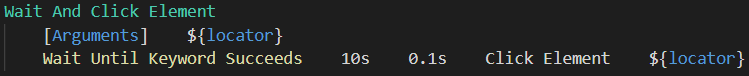 Wait And Click Element
[Arguments]    ${locator}
Wait Until Keyword Succeeds    10s    0.1s    Click Element    ${locator}